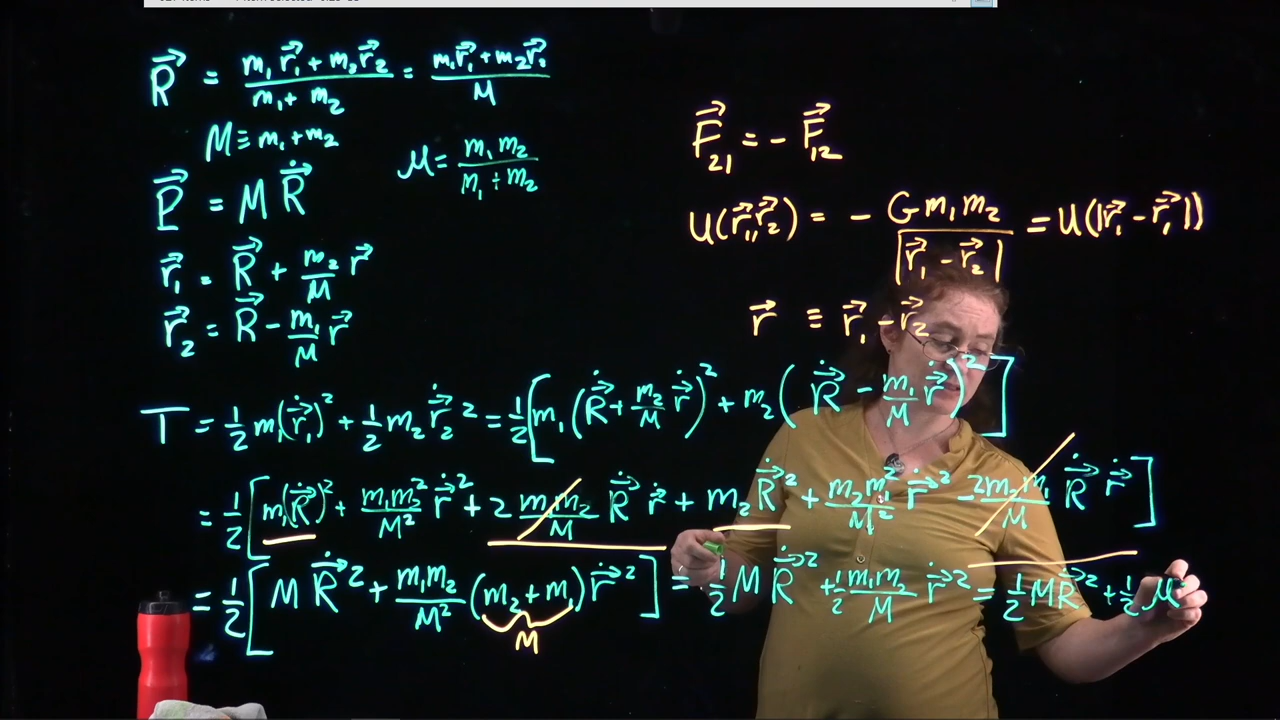 R⃗ = (m₁r⃗₁ + m₂r⃗₂)/(m₁ + m₂) = (m₁r⃗₁ + m₂r⃗₂)/M
M ≡ m₁ + m₂
μ = m₁m₂/(m₁ + m₂)
P⃗ = M Ṙ⃗
r⃗₁ = R⃗ + (m₂/M) r⃗
r⃗₂ = R⃗ − (m₁/M) r⃗
F⃗₂₁ = − F⃗₁₂
U(r⃗₁,r⃗₂) = − G m₁m₂/|r⃗₁ − r⃗₂| = U(|r⃗ − r⃗₁|)
r⃗ ≡ r⃗₁ − r⃗₂
T = ½ m₁(ṙ⃗₁)² + ½ m₂ ṙ⃗₂² = ½[m₁(Ṙ⃗ + (m₂/M) ṙ⃗)² + m₂(Ṙ⃗ − (m₁/M) ṙ⃗)²]
= ½[m₁(Ṙ⃗)² + (m₁m₂²/M²) ṙ⃗² + 2 (m₁m₂/M) Ṙ⃗ ṙ⃗ + m₂Ṙ⃗² + (m₂m₁²/M²) ṙ⃗² − (2m₂m₁/M) Ṙ⃗ ṙ⃗]
= ½[M Ṙ⃗² + (m₁m₂/M²)(m₂ + m₁) ṙ⃗²] = ½ M Ṙ⃗² + ½ (m₁m₂/M) ṙ⃗² = ½ MṘ⃗² + ½ μ
M